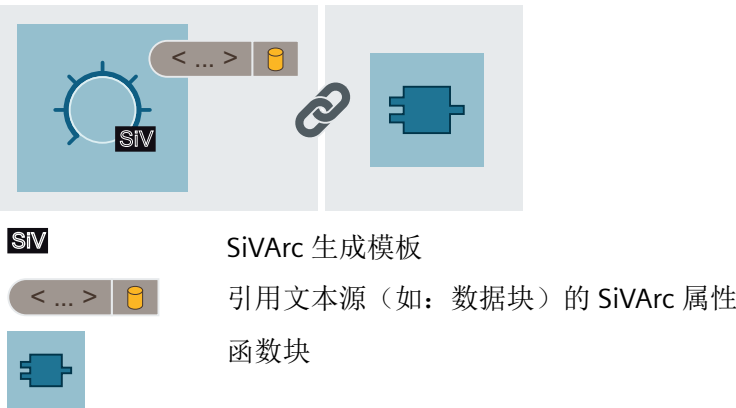 < ... >
SiV
SiV SiVArc 生成模板
< ... > 引用文本源（如：数据块）的 SiVArc 属性
函数块